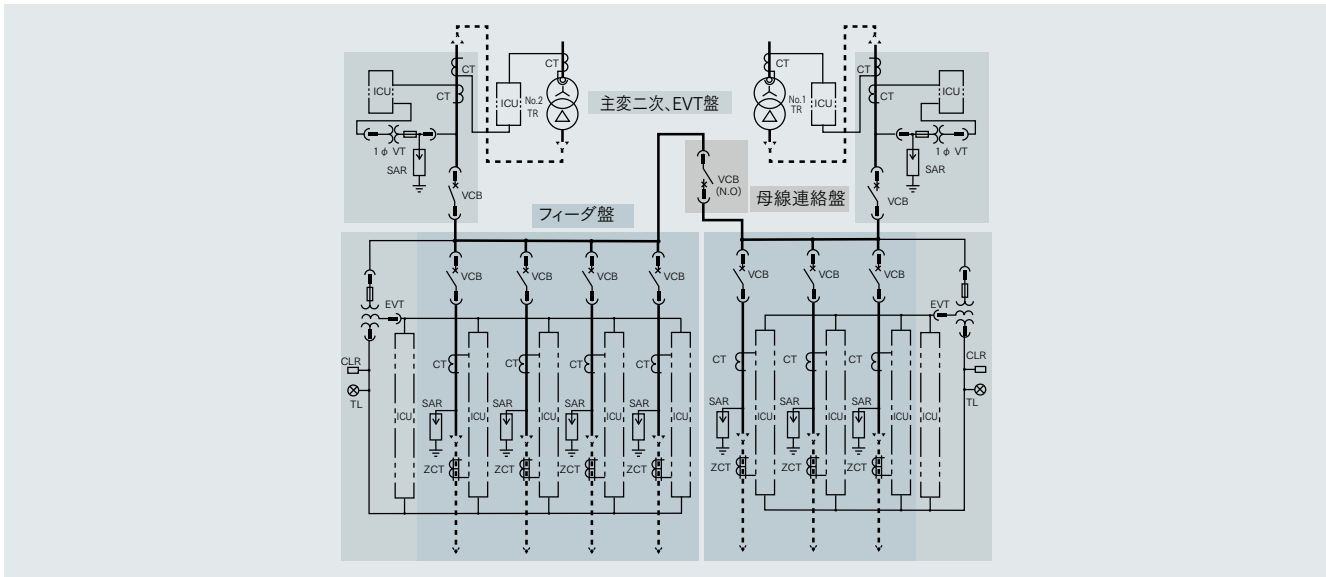 CT
CT
CT
CT
ICU
ICU
No.2
TR
主変二次、EVT盤
No.1
TR
ICU
ICU
CT
CT
1φ VT
SAR
1φ VT
SAR
VCB
VCB
(N.O)
母線連絡盤
VCB
フィーダ盤
VCB
VCB
VCB
VCB
VCB
VCB
VCB
EVT
EVT
CLR
CT
CT
CT
CT
CT
CT
CT
CLR
TL
SAR
SAR
SAR
SAR
SAR
SAR
SAR
TL
ICU
ICU
ICU
ICU
ICU
ICU
ICU
ICU
ICU
ZCT
ZCT
ZCT
ZCT
ZCT
ZCT
ZCT